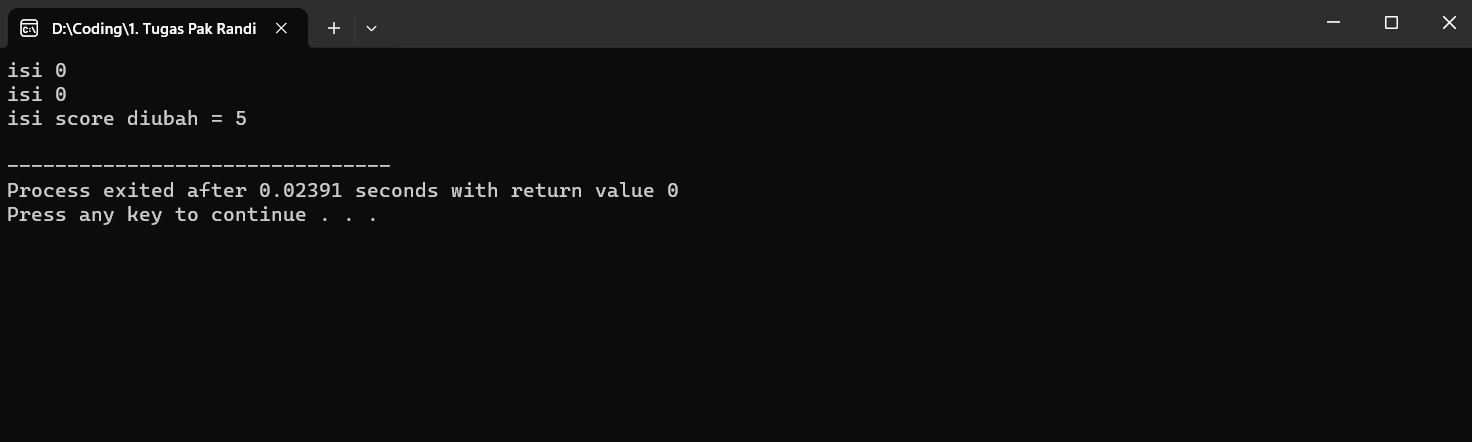 D:\Coding\1. Tugas Pak Randi
isi 0
isi 0
isi score diubah = 5
--------------------------------
Process exited after 0.02391 seconds with return value 0
Press any key to continue . . .